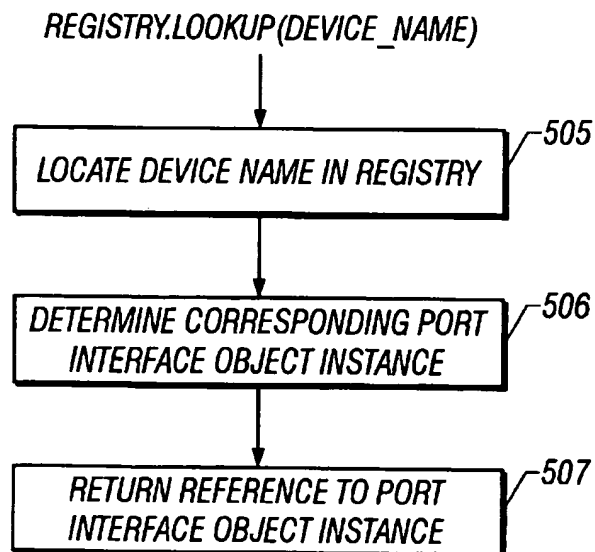 REGISTRY.LOOKUP(DEVICE_NAME)
505
LOCATE DEVICE NAME IN REGISTRY
506
DETERMINE CORRESPONDING PORT
INTERFACE OBJECT INSTANCE
507
RETURN REFERENCE TO PORT
INTERFACE OBJECT INSTANCE